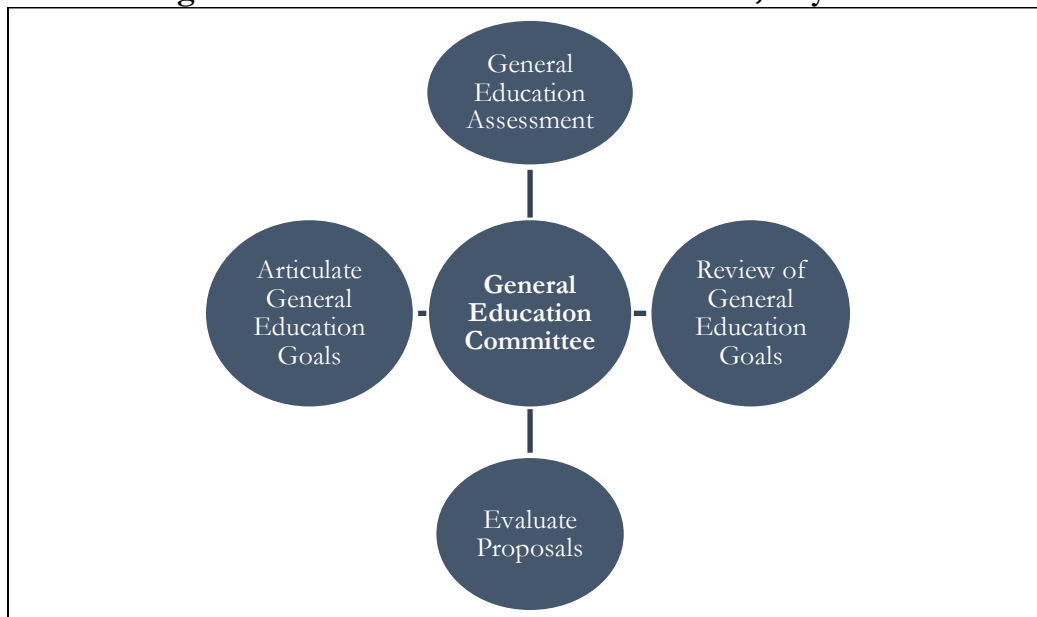 General
Education
Assessment
Articulate
General
Education
Goals
General
Education
Committee
Review of
General
Education
Goals
Evaluate
Proposals